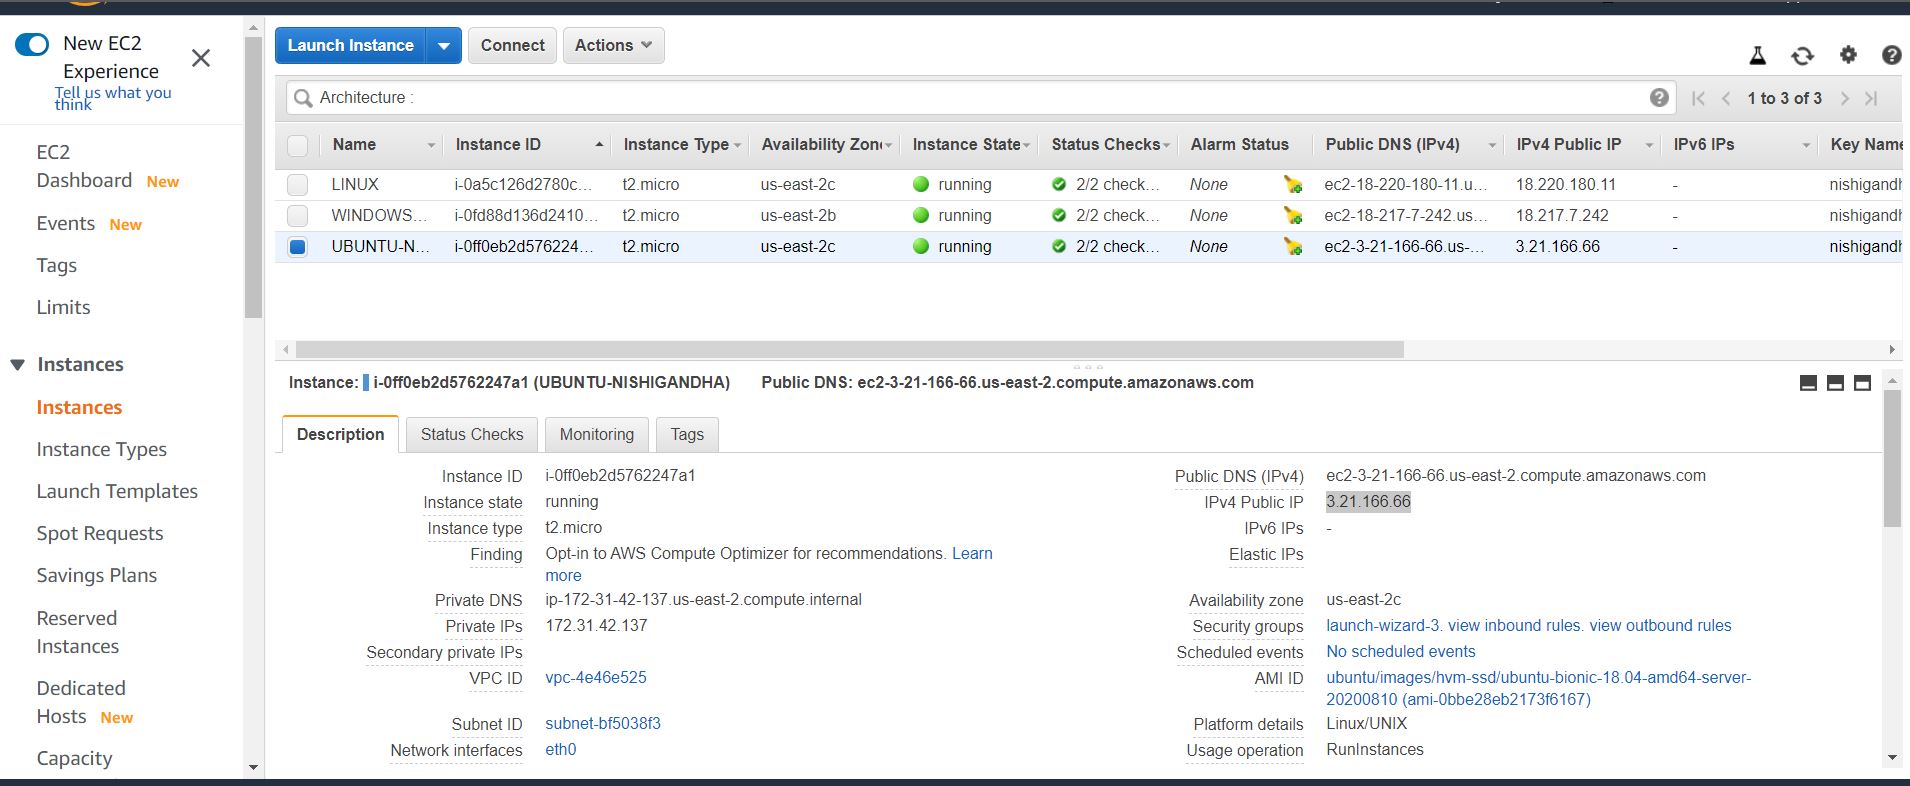 New EC2
Experience
Tell us what you
think
EC2
Dashboard New
Events New
Tags
Limits
Instances
Instances
Instance Types
Launch Templates
Spot Requests
Savings Plans
Reserved
Instances
Dedicated
Hosts New
Capacity
Launch Instance Connect Actions
Architecture :
1 to 3 of 3
Name Instance ID Instance Type Availability Zone Instance State Status Checks Alarm Status Public DNS (IPv4) IPv4 Public IP IPv6 IPs Key Name
LINUX i-0a5c126d2780c... t2.micro us-east-2c running 2/2 check... None ec2-18-220-180-11.u... 18.220.180.11 - nishigandh
WINDOWS... i-0fd88d136d2410... t2.micro us-east-2b running 2/2 check... None ec2-18-217-7-242.us... 18.217.7.242 - nishigandh
UBUNTU-N... i-0ff0eb2d576224... t2.micro us-east-2c running 2/2 check... None ec2-3-21-166-66.us-... 3.21.166.66 - nishigandh
Instance: i-0ff0eb2d5762247a1 (UBUNTU-NISHIGANDHA) Public DNS: ec2-3-21-166-66.us-east-2.compute.amazonaws.com
Description Status Checks Monitoring Tags
Instance ID i-0ff0eb2d5762247a1
Instance state running
Instance type t2.micro
Finding Opt-in to AWS Compute Optimizer for recommendations. Learn
more
Private DNS ip-172-31-42-137.us-east-2.compute.internal
Private IPs 172.31.42.137
Secondary private IPs
VPC ID vpc-4e46e525
Subnet ID subnet-bf5038f3
Network interfaces eth0
Public DNS (IPv4) ec2-3-21-166-66.us-east-2.compute.amazonaws.com
IPv4 Public IP 3.21.166.66
IPv6 IPs -
Elastic IPs
Availability zone us-east-2c
Security groups launch-wizard-3. view inbound rules. view outbound rules
Scheduled events No scheduled events
AMI ID ubuntu/images/hvm-ssd/ubuntu-bionic-18.04-amd64-server-
20200810 (ami-0bbe28eb2173f6167)
Platform details Linux/UNIX
Usage operation RunInstances